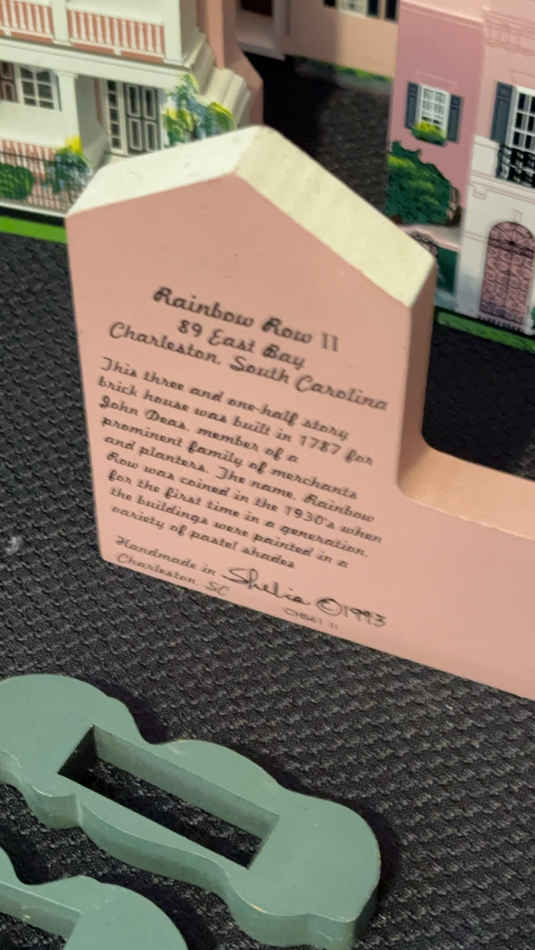 Rainbow Row II
89 East Bay
Charleston, South Carolina
This three and one-half story
brick house was built in 1787 for
John Deas, member of a
prominent family of merchants
and planters. The name, Rainbow
Row was coined in the 1930's when
for the first time in a generation,
the buildings were painted in a
variety of pastel shades
Handmade in Shelia ©1993
Charleston, SC